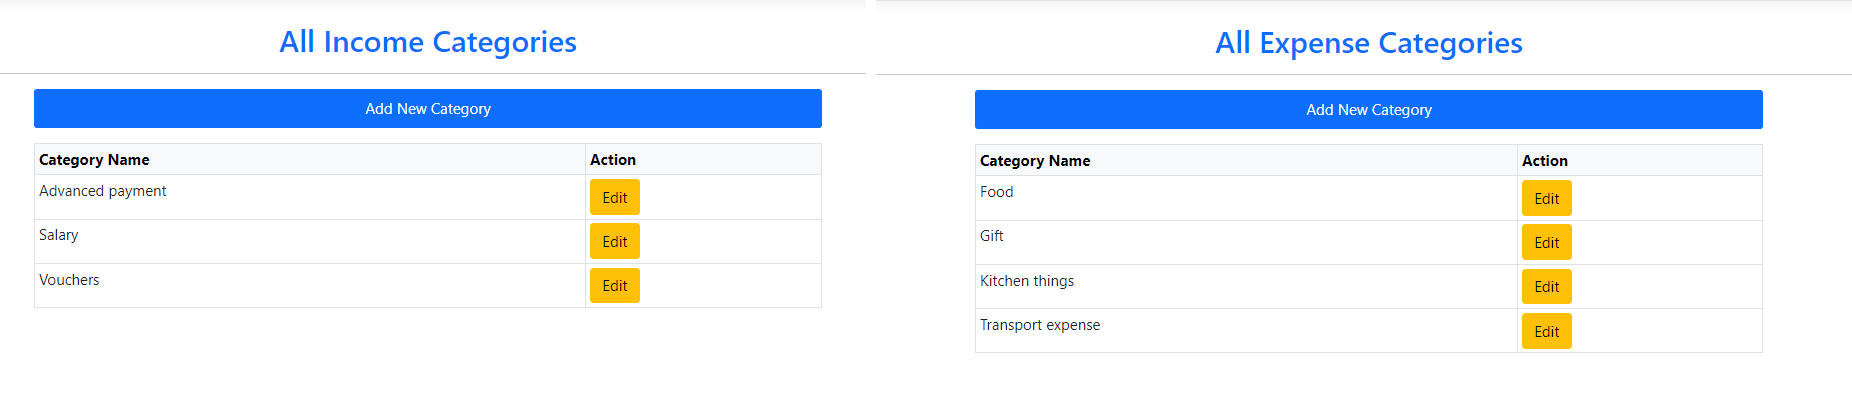 All Income Categories
Add New Category
Category Name Action
Advanced payment Edit
Salary Edit
Vouchers Edit
All Expense Categories
Add New Category
Category Name Action
Food Edit
Gift Edit
Kitchen things Edit
Transport expense Edit